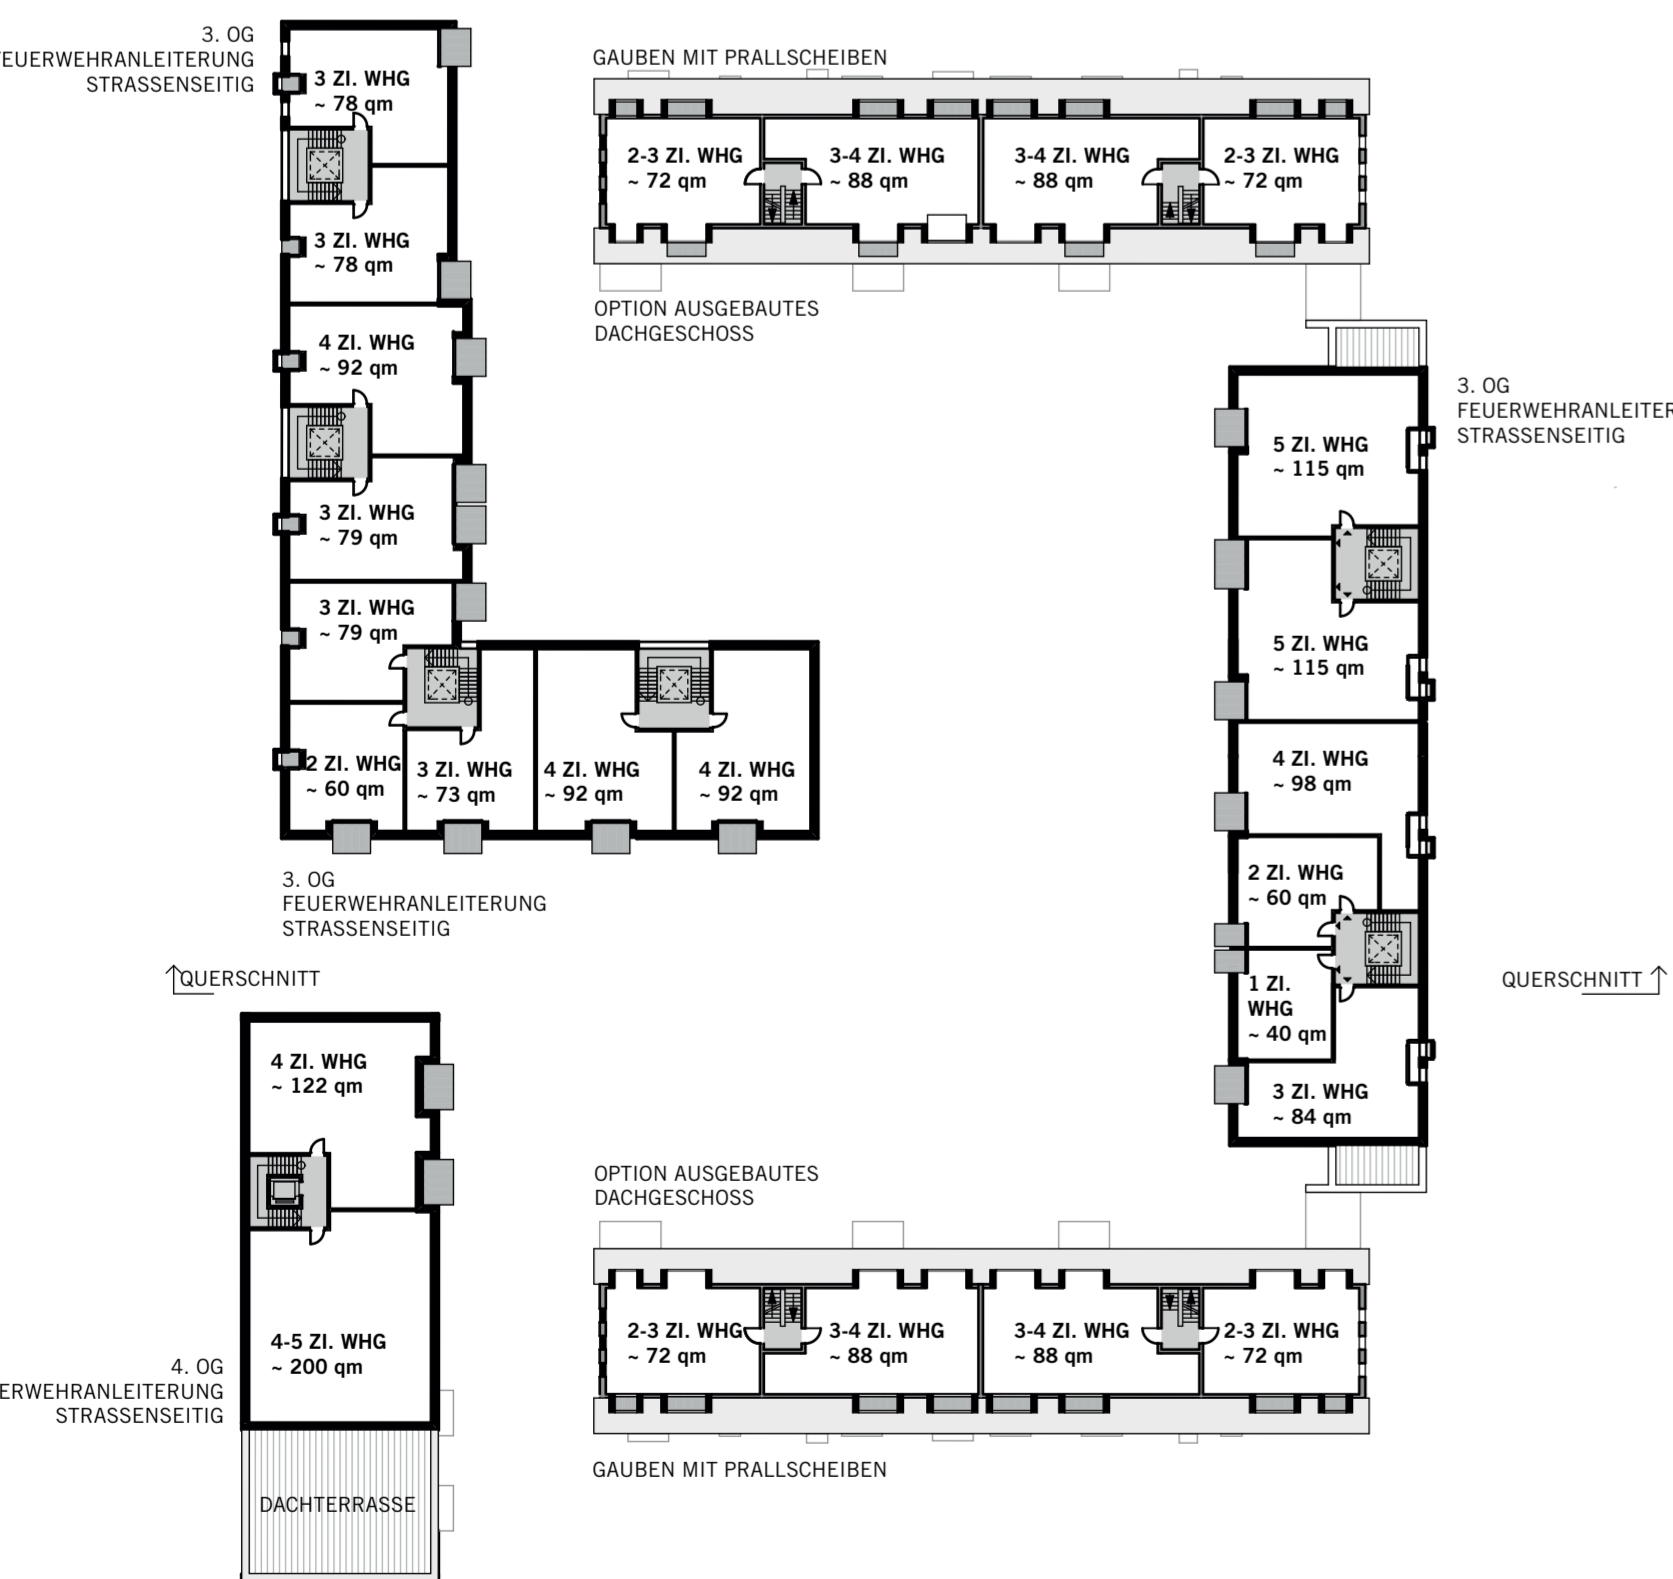 3. OG
FEUERWEHRANLEITERUNG
STRASSENSEITIG
3 ZI. WHG
~ 78 qm
3 ZI. WHG
~ 78 qm
4 ZI. WHG
~ 92 qm
3 ZI. WHG
~ 79 qm
3 ZI. WHG
~ 79 qm
2 ZI. WHG
~ 60 qm
3 ZI. WHG
~ 73 qm
4 ZI. WHG
~ 92 qm
4 ZI. WHG
~ 92 qm
3. OG
FEUERWEHRANLEITERUNG
STRASSENSEITIG
GAUBEN MIT PRALLSCHEIBEN
2-3 ZI. WHG
~ 72 qm
3-4 ZI. WHG
~ 88 qm
3-4 ZI. WHG
~ 88 qm
2-3 ZI. WHG
~ 72 qm
OPTION AUSGEBAUTES
DACHGESCHOSS
3. OG
FEUERWEHRANLEITER
STRASSENSEITIG
5 ZI. WHG
~ 115 qm
5 ZI. WHG
~ 115 qm
4 ZI. WHG
~ 98 qm
2 ZI. WHG
~ 60 qm
1 ZI.
WHG
~ 40 qm
3 ZI. WHG
~ 84 qm
QUERSCHNITT
QUERSCHNITT
4 ZI. WHG
~ 122 qm
4-5 ZI. WHG
~ 200 qm
4. OG
ERWEHRANLEITERUNG
STRASSENSEITIG
DACHTERRASSE
OPTION AUSGEBAUTES
DACHGESCHOSS
2-3 ZI. WHG
~ 72 qm
3-4 ZI. WHG
~ 88 qm
3-4 ZI. WHG
~ 88 qm
2-3 ZI. WHG
~ 72 qm
GAUBEN MIT PRALLSCHEIBEN